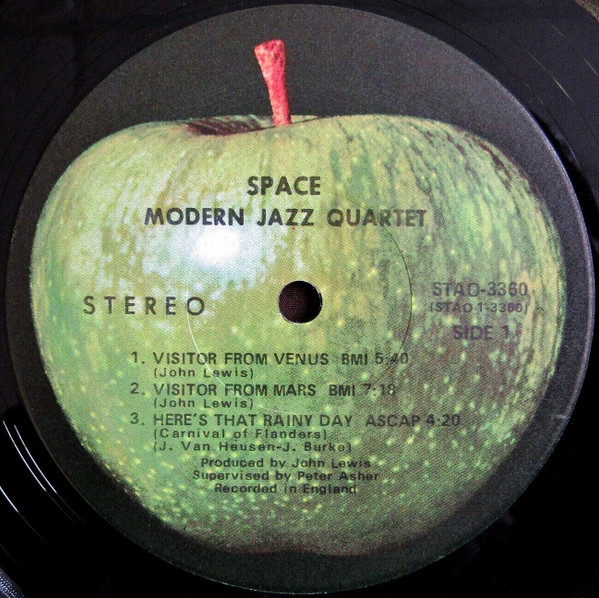 SPACE
MODERN JAZZ QUARTET
STEREO
STAO-3360
(STAO 1-3360)
SIDE 1
1. VISITOR FROM VENUS BMI 5:40
(John Lewis)
2. VISITOR FROM MARS BMI 7:18
(John Lewis)
3. HERE'S THAT RAINY DAY ASCAP 4:20
(Carnival of Flanders)
(J. Van Heusen-J. Burke)
Produced by John Lewis
Supervised by Peter Asher
Recorded in England